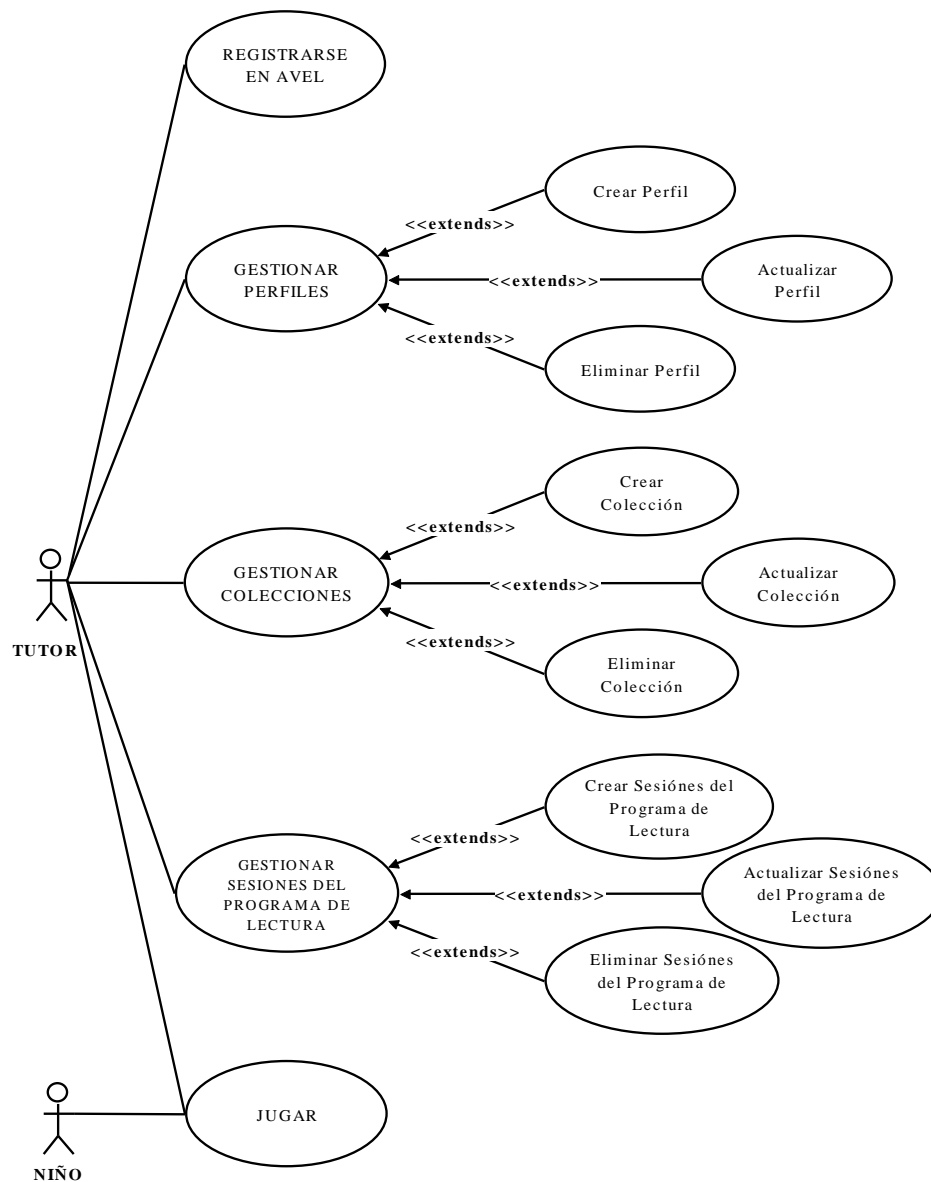 REGISTRARSE
EN AVEL
Crear Perfil
<<extends>>
GESTIONAR
PERFILES
<<extends>>
Actualizar
Perfil
<<extends>>
Eliminar Perfil
Crear
Colección
<<extends>>
GESTIONAR
COLECCIONES
<<extends>>
Actualizar
Colección
<<extends>>
Eliminar
Colección
TUTOR
Crear Sesiónes del
Programa de
Lectura
<<extends>>
GESTIONAR
SESIONES DEL
PROGRAMA DE
LECTURA
<<extends>>
Actualizar Sesiónes
del Programa de
Lectura
<<extends>>
Eliminar Sesiónes
del Programa de
Lectura
JUGAR
NIÑO